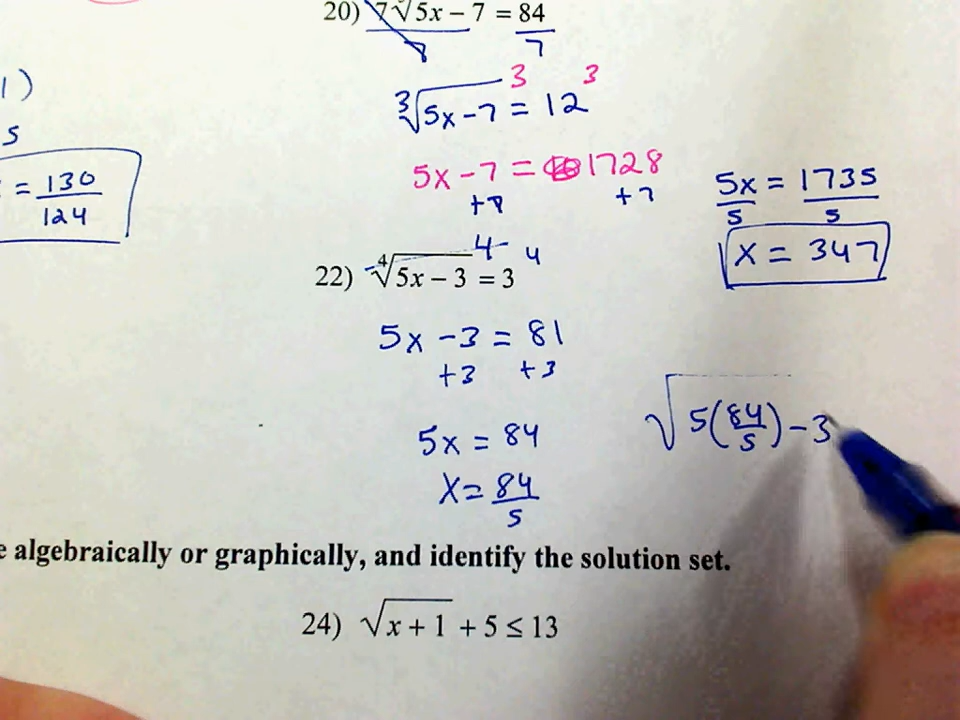 20) 7∛5x − 7 = 84
7 7
1)
∛5x − 7 ³ = 12 ³
s
5x − 7 = 1728
+7 +7
= 130/124
5x = 1735
5 5
x = 347
22) −∜5x − 3 = 3
4 4
5x − 3 = 81
+3 +3
5x = 84
x = 84/5
√5(84/5) − 3
e algebraically or graphically, and identify the solution set.
24) √x + 1 + 5 ≤ 13